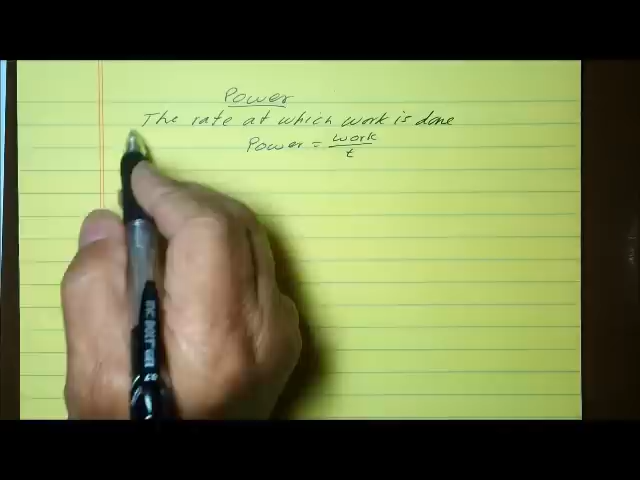 Power
The rate at which work is done
Power = work
t